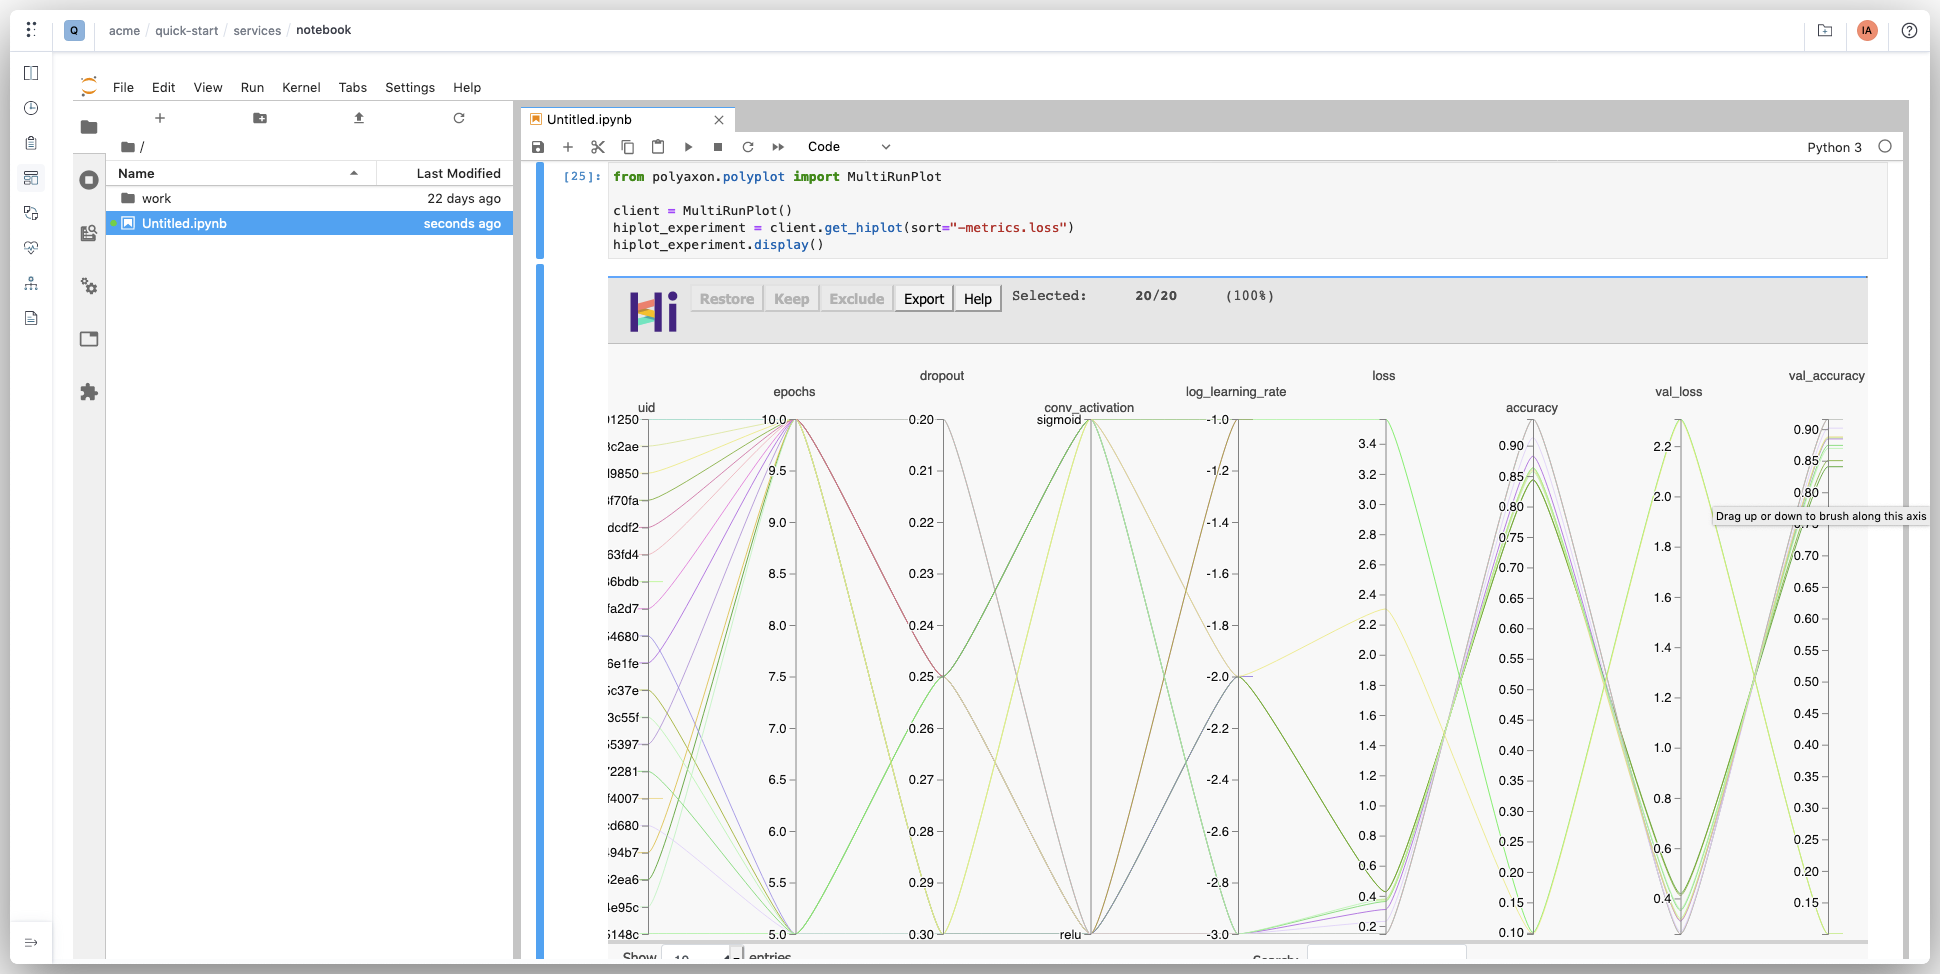 Q
acme / quick-start / services / notebook
IA
File Edit View Run Kernel Tabs Settings Help
Untitled.ipynb
/
Code
Python 3
Name Last Modified
work 22 days ago
Untitled.ipynb seconds ago
[25]:
from polyaxon.polyplot import MultiRunPlot
client = MultiRunPlot()
hiplot_experiment = client.get_hiplot(sort="-metrics.loss")
hiplot_experiment.display()
Hi
Restore Keep Exclude Export Help Selected: 20/20 (100%)
uid
epochs
dropout
conv_activation
log_learning_rate
loss
accuracy
val_loss
val_accuracy
1250
c2ae
9850
f70fa
dcdf2
63fd4
6bdb
fa2d7
4680
6e1fe
c37e
3c55f
5397
2281
f4007
cd680
94b7
2ea6
e95c
148c
10.0
9.5
9.0
8.5
8.0
7.5
7.0
6.5
6.0
5.5
5.0
0.20
0.21
0.22
0.23
0.24
0.25
0.26
0.27
0.28
0.29
0.30
sigmoid
relu
-1.0
-1.2
-1.4
-1.6
-1.8
-2.0
-2.2
-2.4
-2.6
-2.8
-3.0
3.4
3.2
3.0
2.8
2.6
2.4
2.2
2.0
1.8
1.6
1.4
1.2
1.0
0.8
0.6
0.4
0.2
0.90
0.85
0.80
0.75
0.70
0.65
0.60
0.55
0.50
0.45
0.40
0.35
0.30
0.25
0.20
0.15
0.10
2.2
2.0
1.8
1.6
1.4
1.2
1.0
0.8
0.6
0.4
0.90
0.85
0.80
Drag up or down to brush along this axis
0.70
0.65
0.60
0.55
0.50
0.45
0.40
0.35
0.30
0.25
0.20
0.15
Show 10 entries